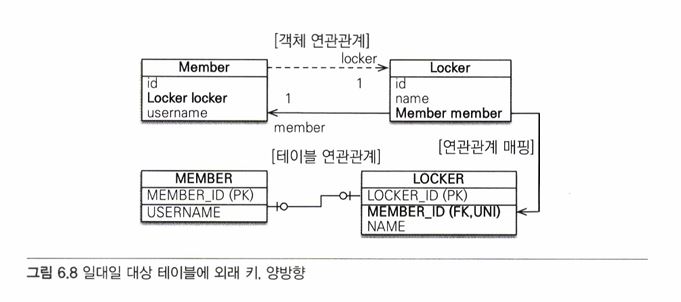 [객체 연관관계]
locker
Member
Locker
id
Locker locker
username
1
1
member
id
name
Member member
[테이블 연관관계]
[연관관계 매핑]
MEMBER
MEMBER_ID (PK)
USERNAME
LOCKER
LOCKER_ID (PK)
MEMBER_ID (FK,UNI)
NAME
그림 6.8 일대일 대상 테이블에 외래 키, 양방향